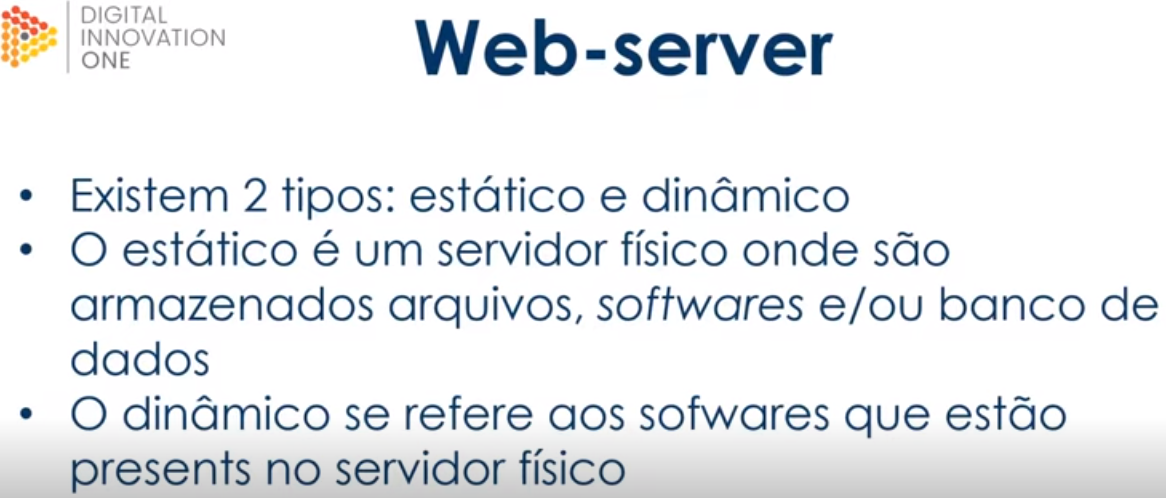 DIGITAL
INNOVATION
ONE
Web-server
• Existem 2 tipos: estático e dinâmico
• O estático é um servidor físico onde são
armazenados arquivos, softwares e/ou banco de
dados
• O dinâmico se refere aos sofwares que estão
presents no servidor físico